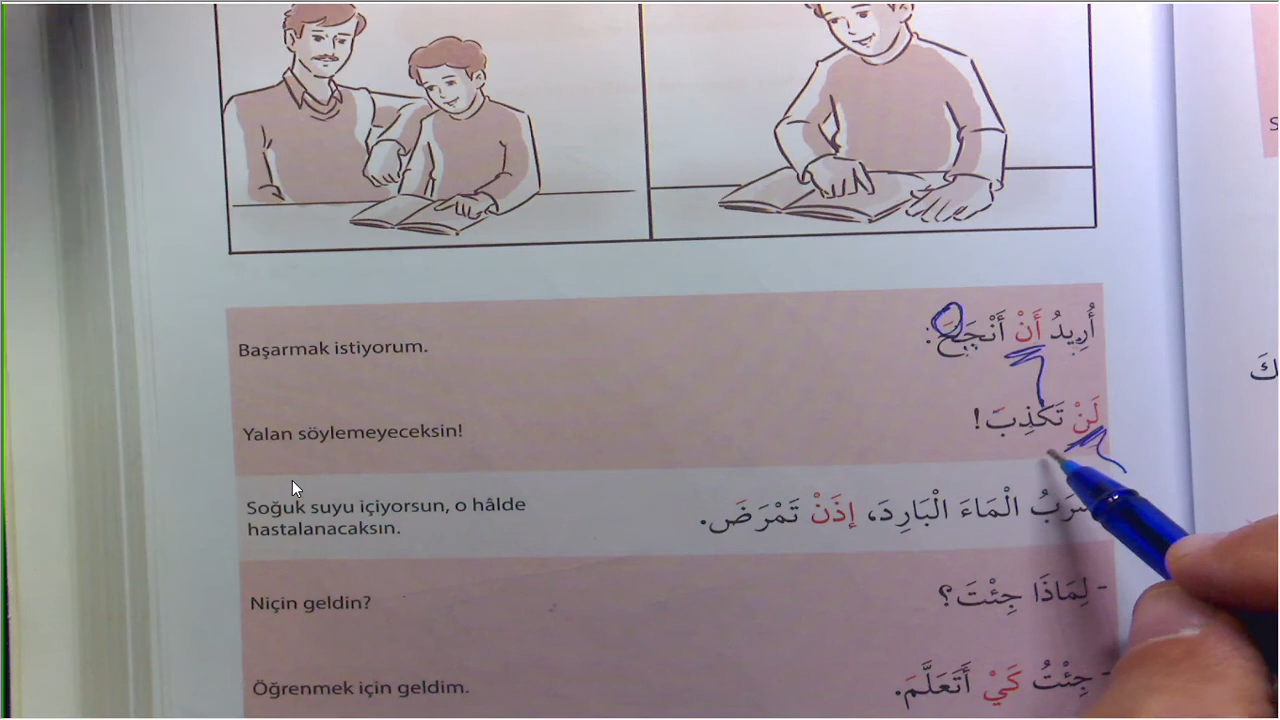 Başarmak istiyorum.
أُرِيدُ أَنْ أَنْجَحَ.
Yalan söylemeyeceksin!
لَنْ تَكْذِبَ!
Soğuk suyu içiyorsun, o hâlde
hastalanacaksın.
الْمَاءَ الْبَارِدَ، إِذَنْ تَمْرَضَ.
Niçin geldin?
- لِمَاذَا جِئْتَ؟
Öğrenmek için geldim.
- جِئْتُ كَيْ أَتَعَلَّمَ.